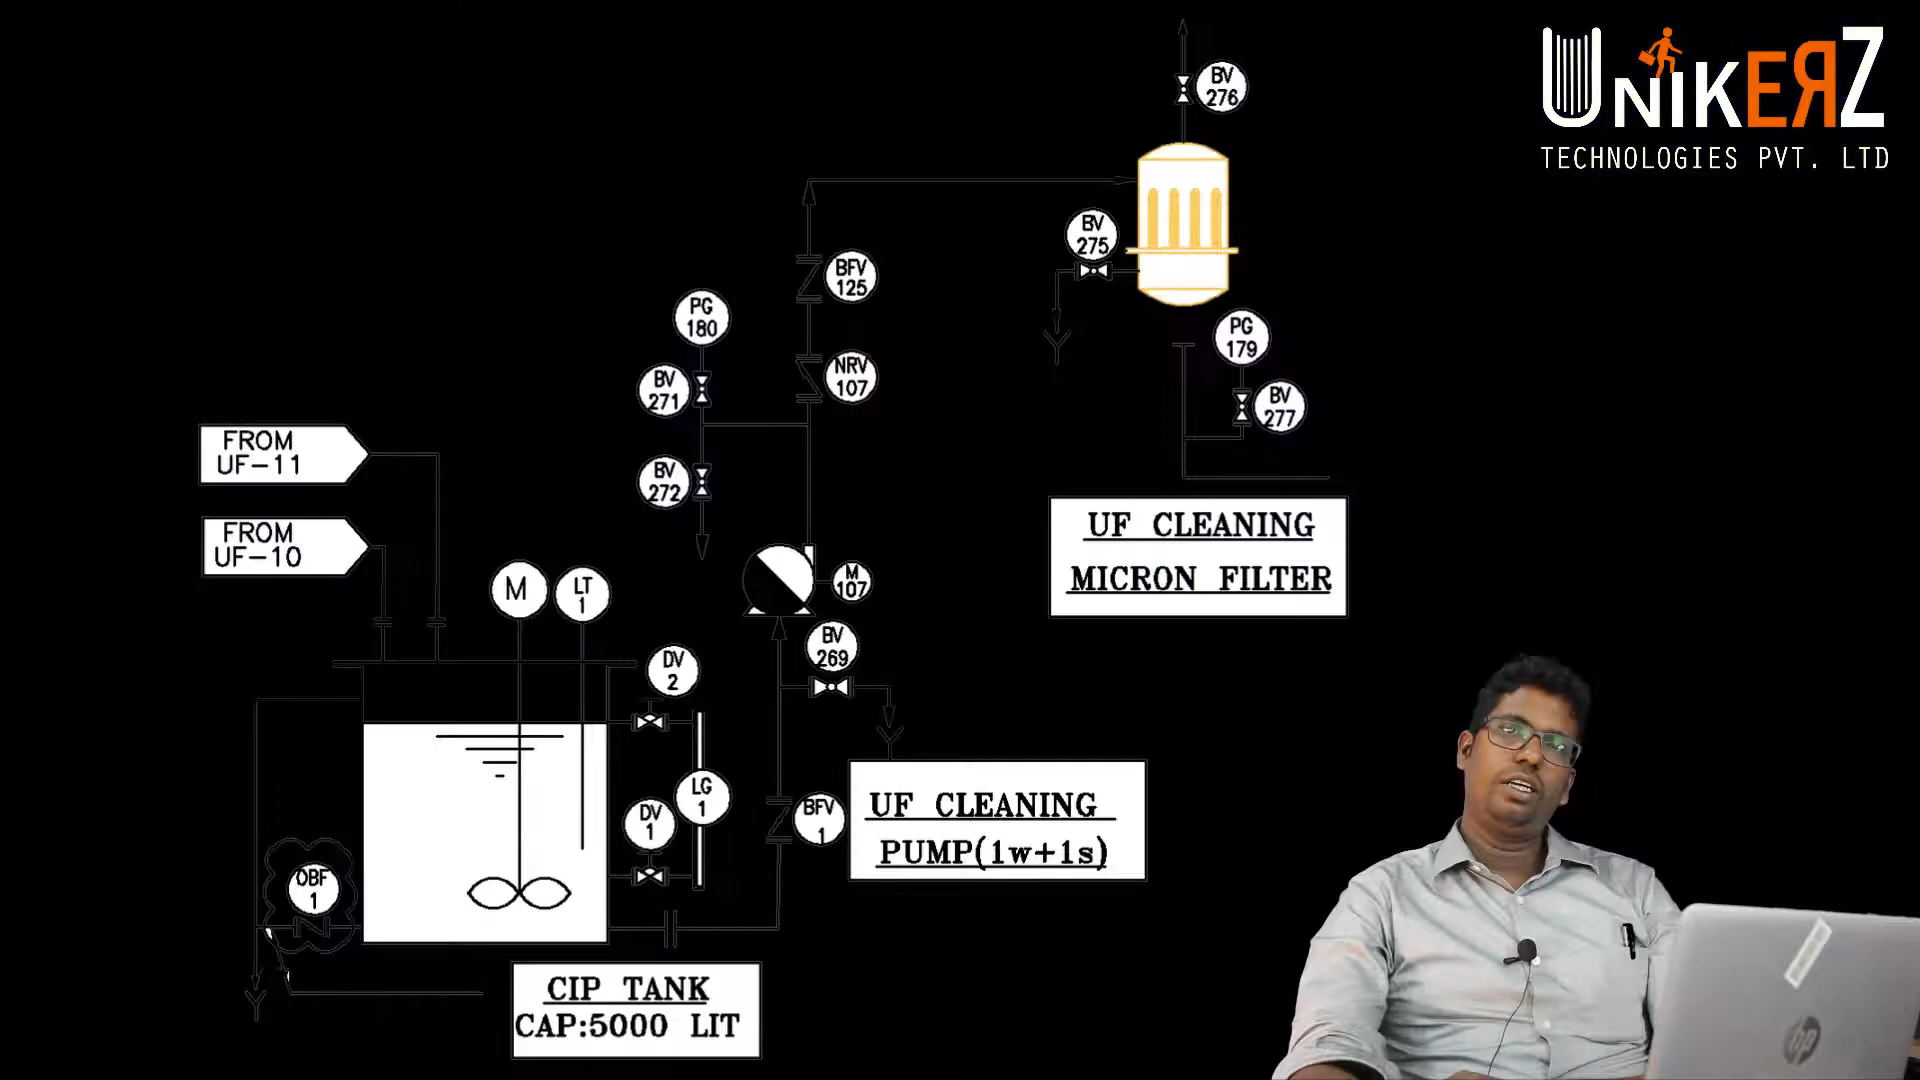 UNIKERZ
TECHNOLOGIES PVT. LTD
BV
276
BV
275
BFV
125
PG
180
PG
179
NRV
107
BV
271
BV
277
FROM
UF-11
BV
272
FROM
UF-10
UF CLEANING
MICRON FILTER
M
LT
1
M
107
BV
269
DV
2
LG
1
DV
1
BFV
1
UF CLEANING
PUMP(1w+1s)
OBF
1
CIP TANK
CAP:5000 LIT
hp